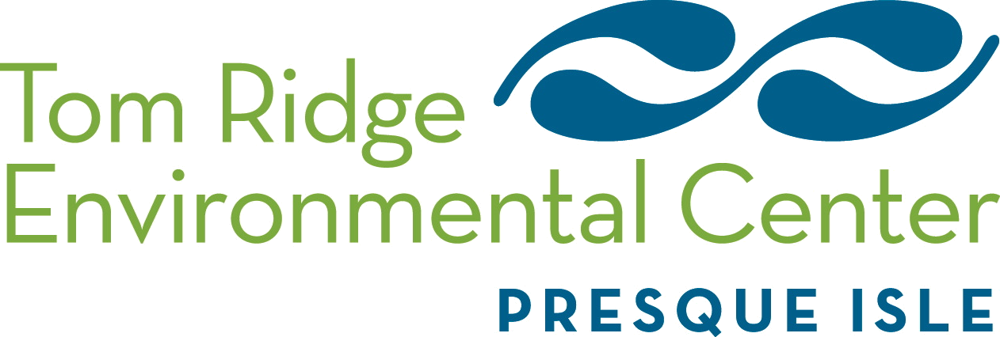 Tom Ridge
Environmental Center
PRESQUE ISLE